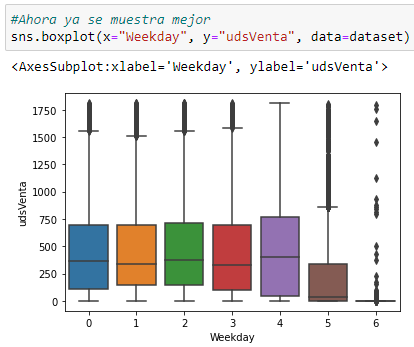 #Ahora ya se muestra mejor
sns.boxplot(x="Weekday", y="udsVenta", data=dataset)
<AxesSubplot:xlabel='Weekday', ylabel='udsVenta'>
1750
1500
1250
1000
750
500
250
0
udsVenta
0 1 2 3 4 5 6
Weekday